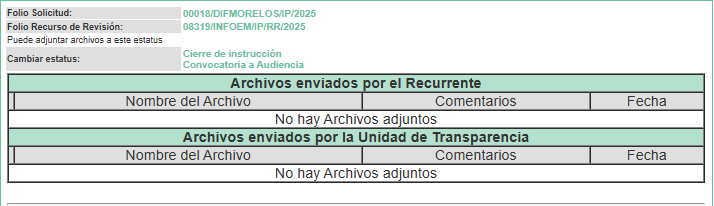 Folio Solicitud: 00018/DIFMORELOS/IP/2025
Folio Recurso de Revisión: 08319/INFOEM/IP/RR/2025
Puede adjuntar archivos a este estatus
Cambiar estatus: Cierre de instrucción
Convocatoria a Audiencia
Archivos enviados por el Recurrente
Nombre del Archivo Comentarios Fecha
No hay Archivos adjuntos
Archivos enviados por la Unidad de Transparencia
Nombre del Archivo Comentarios Fecha
No hay Archivos adjuntos